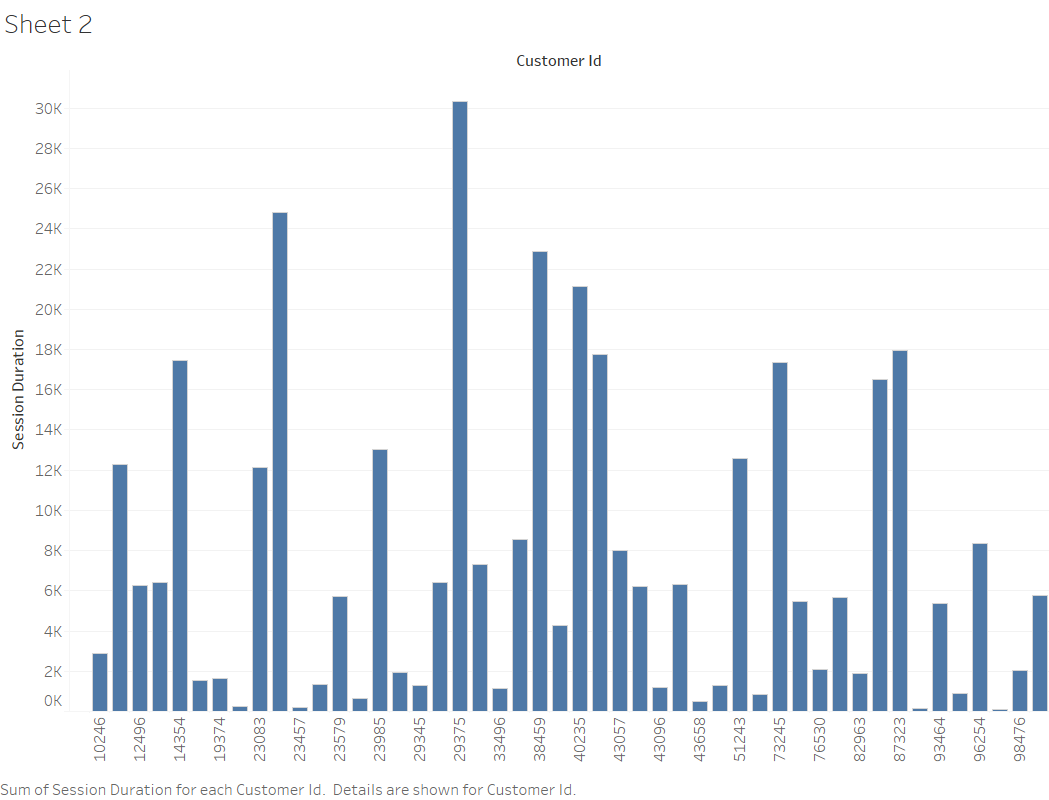 Sheet 2
Customer Id
30K
28K
26K
24K
22K
20K
18K
16K
14K
12K
10K
8K
6K
4K
2K
0K
Session Duration
10246
12496
14354
19374
23083
23457
23579
23985
29345
29375
33496
38459
40235
43057
43096
43658
51243
73245
76530
82963
87323
93464
96254
98476
Sum of Session Duration for each Customer Id.  Details are shown for Customer Id.